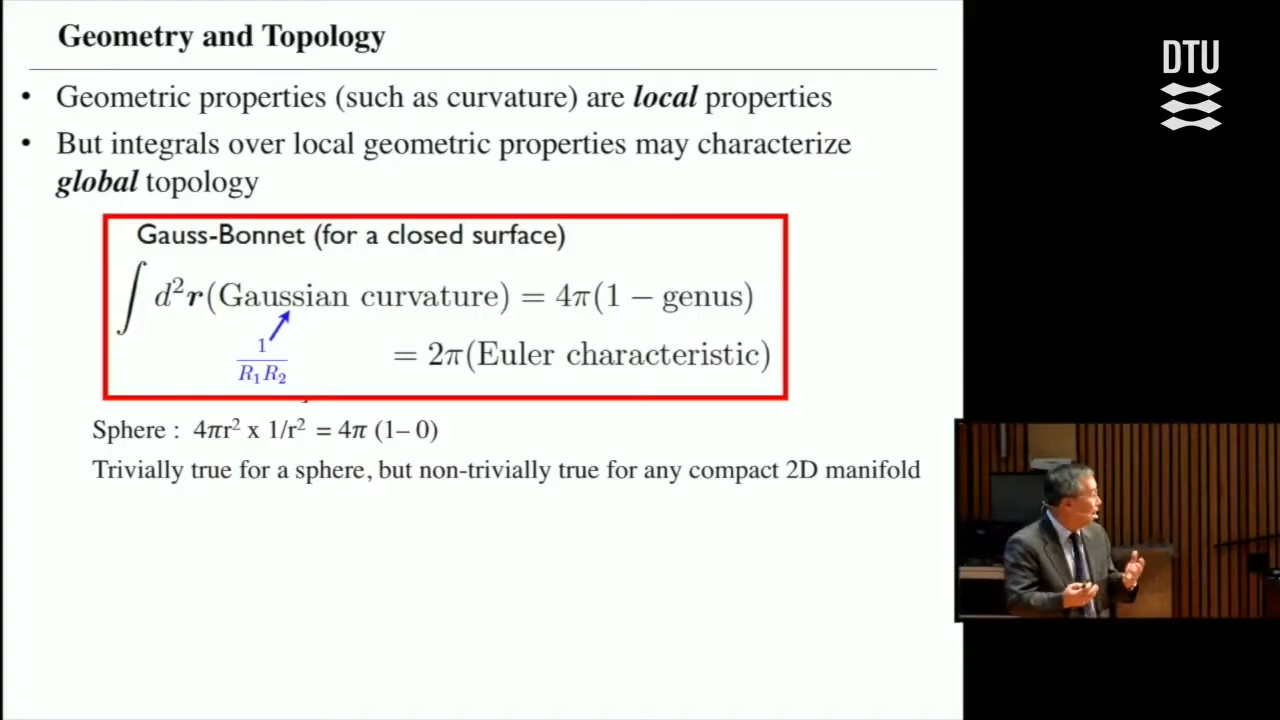 Geometry and Topology
• Geometric properties (such as curvature) are local properties
• But integrals over local geometric properties may characterize
global topology
Gauss-Bonnet (for a closed surface)
∫ d²r(Gaussian curvature) = 4π(1 − genus)
1/R₁R₂
= 2π(Euler characteristic)
Sphere : 4πr² x 1/r² = 4π (1– 0)
Trivially true for a sphere, but non-trivially true for any compact 2D manifold
DTU